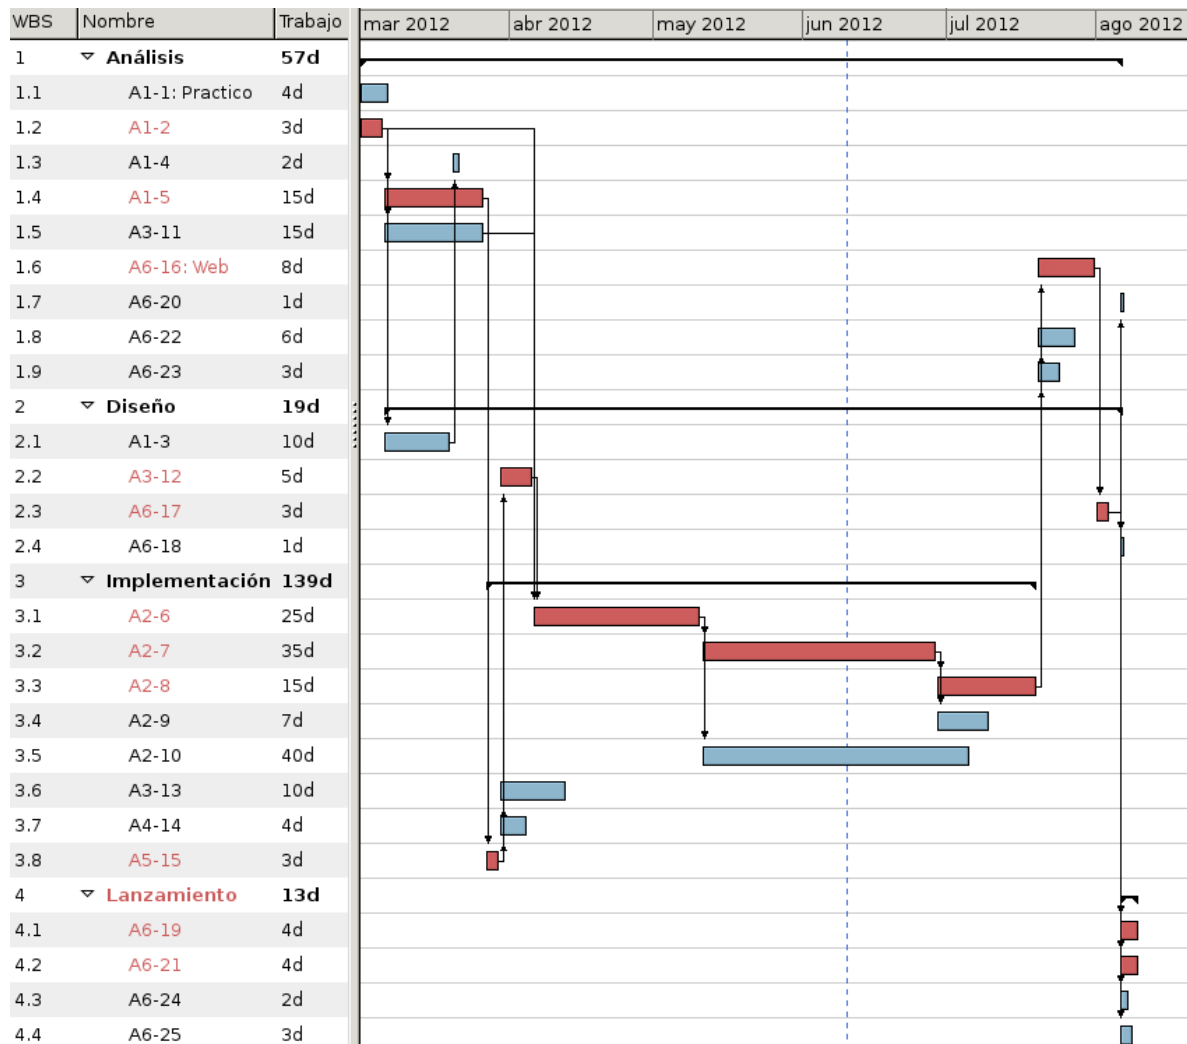 WBS Nombre Trabajo mar 2012 abr 2012 may 2012 jun 2012 jul 2012 ago 2012
1 Análisis 57d
1.1 A1-1: Practico 4d
1.2 A1-2 3d
1.3 A1-4 2d
1.4 A1-5 15d
1.5 A3-11 15d
1.6 A6-16: Web 8d
1.7 A6-20 1d
1.8 A6-22 6d
1.9 A6-23 3d
2 Diseño 19d
2.1 A1-3 10d
2.2 A3-12 5d
2.3 A6-17 3d
2.4 A6-18 1d
3 Implementación 139d
3.1 A2-6 25d
3.2 A2-7 35d
3.3 A2-8 15d
3.4 A2-9 7d
3.5 A2-10 40d
3.6 A3-13 10d
3.7 A4-14 4d
3.8 A5-15 3d
4 Lanzamiento 13d
4.1 A6-19 4d
4.2 A6-21 4d
4.3 A6-24 2d
4.4 A6-25 3d